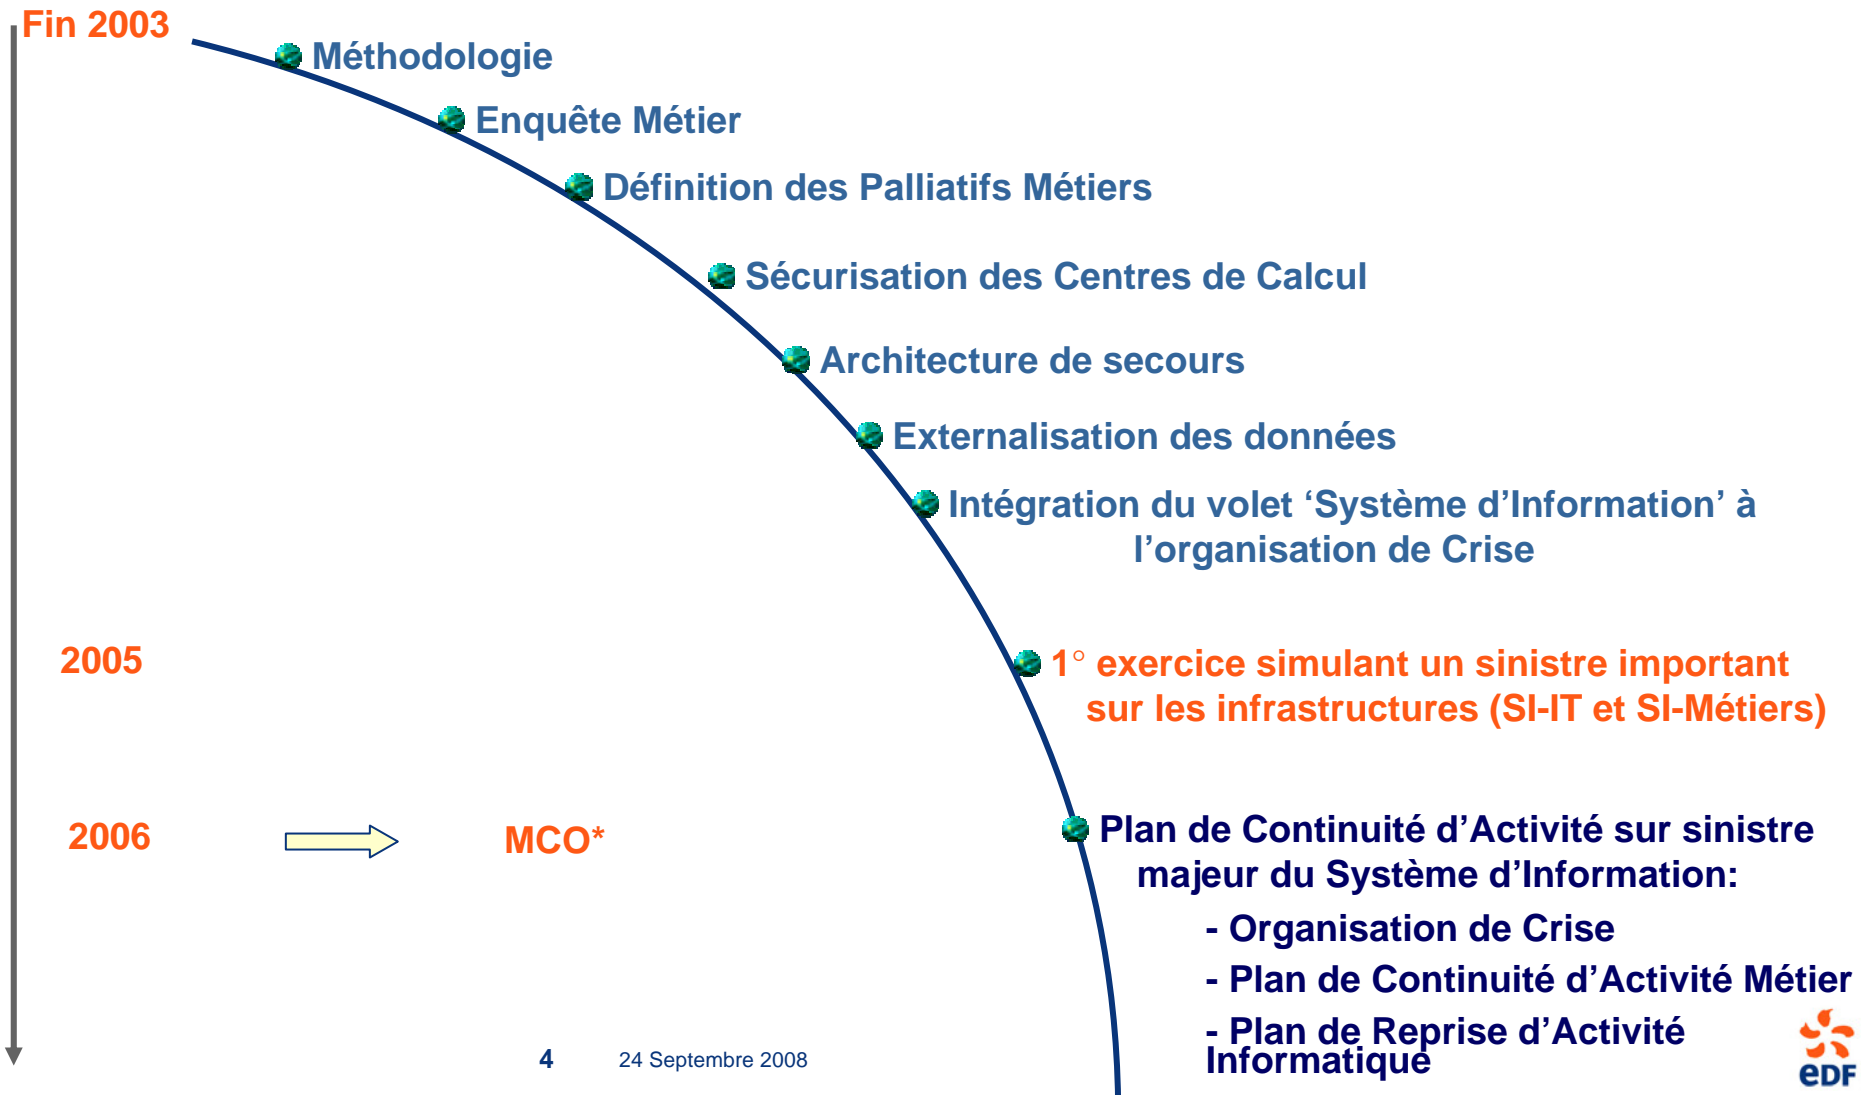 Fin 2003
Méthodologie
Enquête Métier
Définition des Palliatifs Métiers
Sécurisation des Centres de Calcul
Architecture de secours
Externalisation des données
Intégration du volet ‘Système d’Information’ à
l’organisation de Crise
2005
1° exercice simulant un sinistre important
sur les infrastructures (SI-IT et SI-Métiers)
2006
MCO*
Plan de Continuité d’Activité sur sinistre
majeur du Système d’Information:
- Organisation de Crise
- Plan de Continuité d’Activité Métier
- Plan de Reprise d’Activité
Informatique
4
24 Septembre 2008
eDF